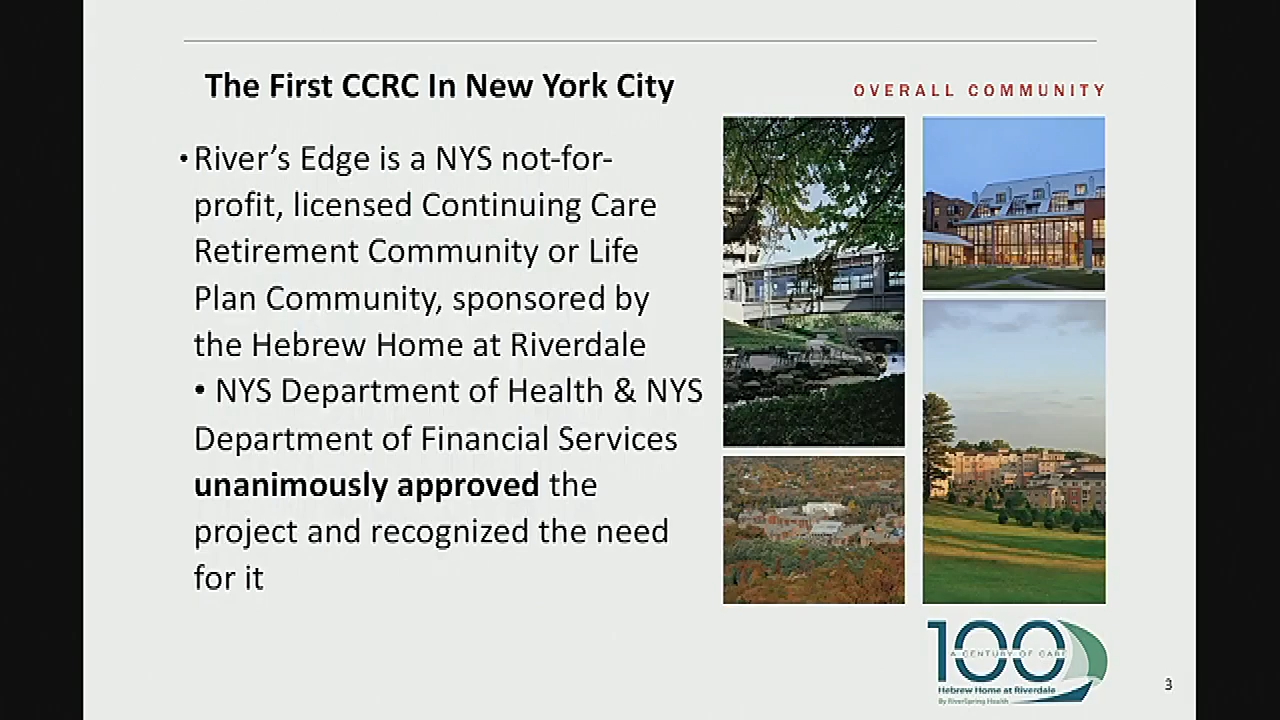 The First CCRC In New York City
OVERALL COMMUNITY
• River’s Edge is a NYS not-for-
profit, licensed Continuing Care
Retirement Community or Life
Plan Community, sponsored by
the Hebrew Home at Riverdale
• NYS Department of Health & NYS
Department of Financial Services
unanimously approved the
project and recognized the need
for it
100
A CENTURY OF CARE
Hebrew Home at Riverdale
By RiverSpring Health
3